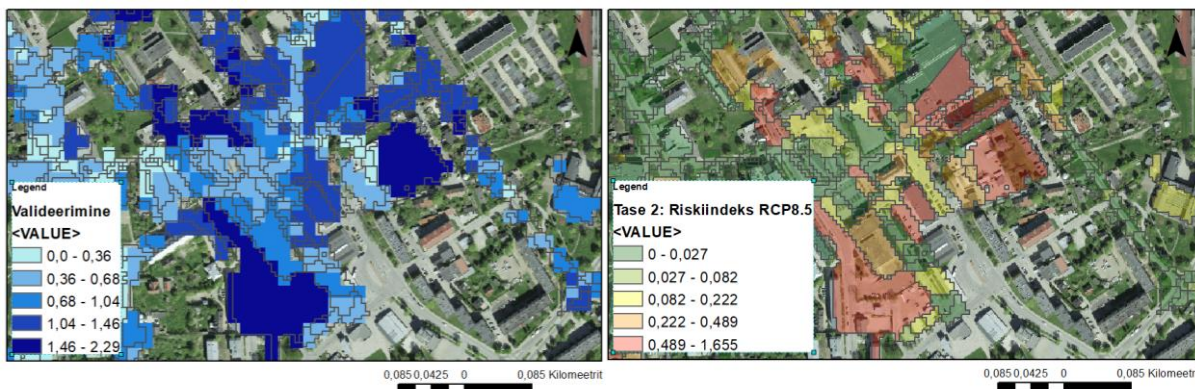 Legend
Valideerimine
<VALUE>
0,0 - 0,36
0,36 - 0,68
0,68 - 1,04
1,04 - 1,46
1,46 - 2,29
0,085 0,0425 0 0,085 Kilomeetrit
Legend
Tase 2: Riskiindeks RCP8.5
<VALUE>
0 - 0,027
0,027 - 0,082
0,082 - 0,222
0,222 - 0,489
0,489 - 1,655
0,085 0,0425 0 0,085 Kilomeetrit